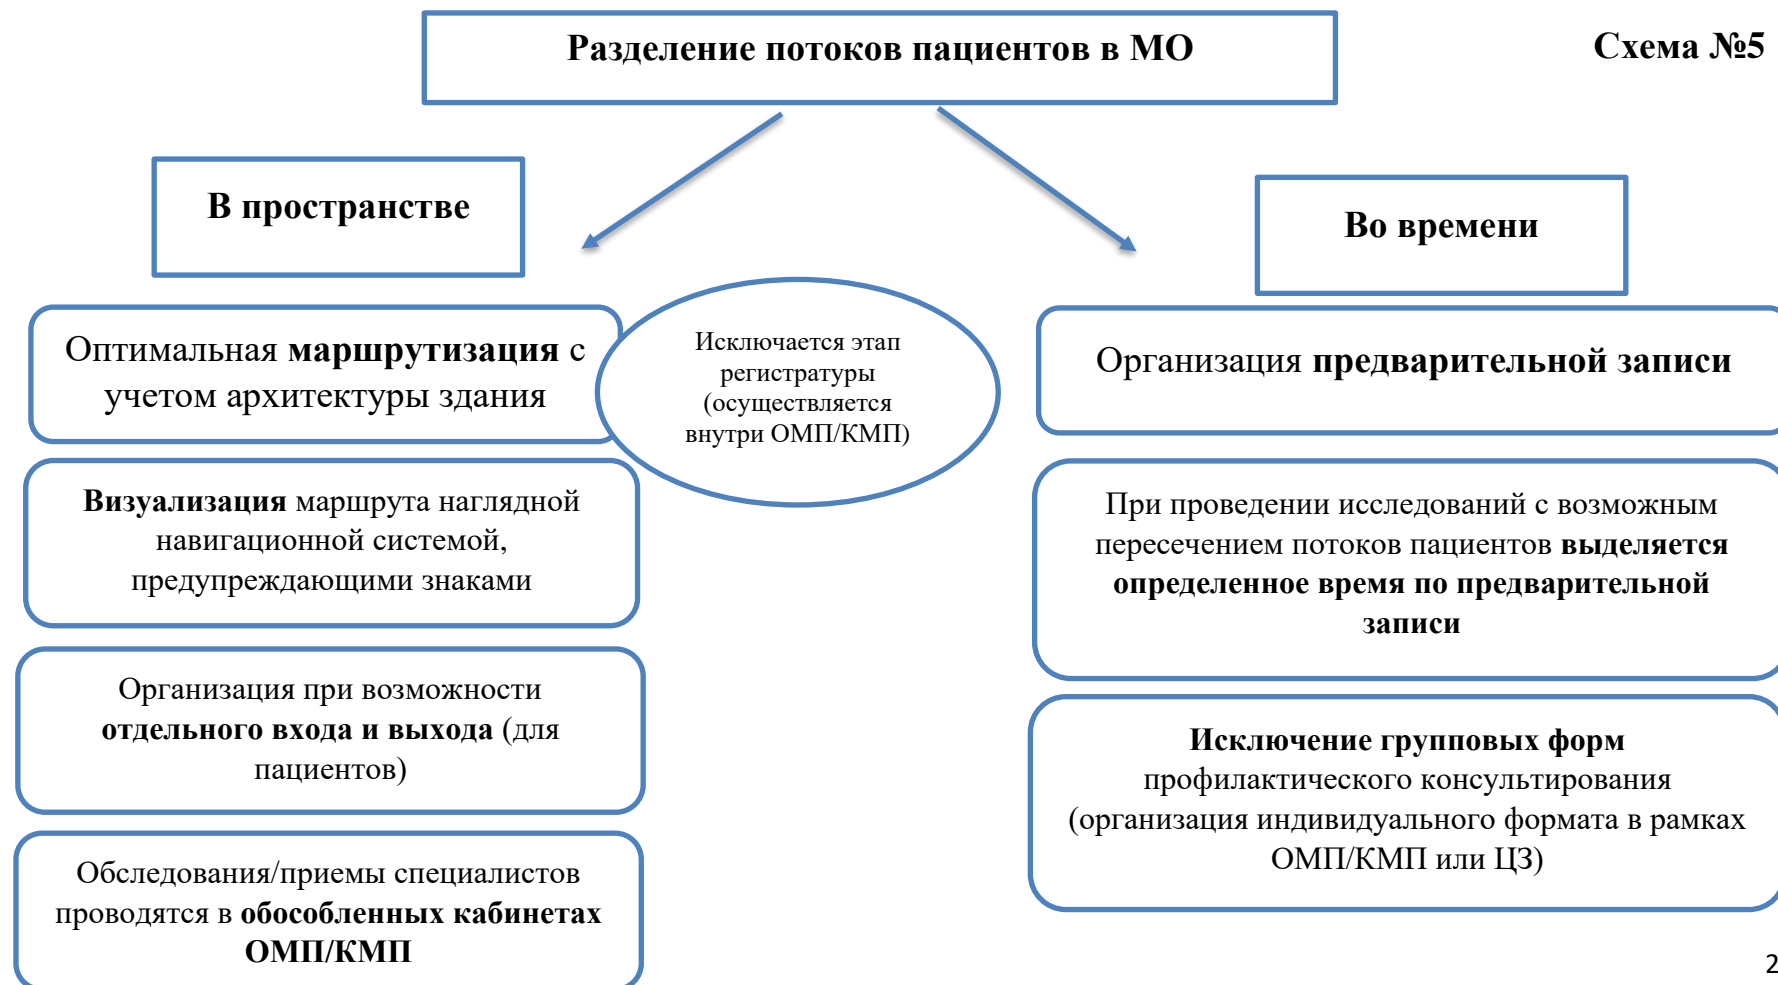 Разделение потоков пациентов в МО
Схема №5
В пространстве
Во времени
Оптимальная маршрутизация с
учетом архитектуры здания
Визуализация маршрута наглядной
навигационной системой,
предупреждающими знаками
Организация при возможности
отдельного входа и выхода (для
пациентов)
Обследования/приемы специалистов
проводятся в обособленных кабинетах
ОМП/КМП
Исключается этап
регистратуры
(осуществляется
внутри ОМП/КМП)
Организация предварительной записи
При проведении исследований с возможным
пересечением потоков пациентов выделяется
определенное время по предварительной
записи
Исключение групповых форм
профилактического консультирования
(организация индивидуального формата в рамках
ОМП/КМП или ЦЗ)
2